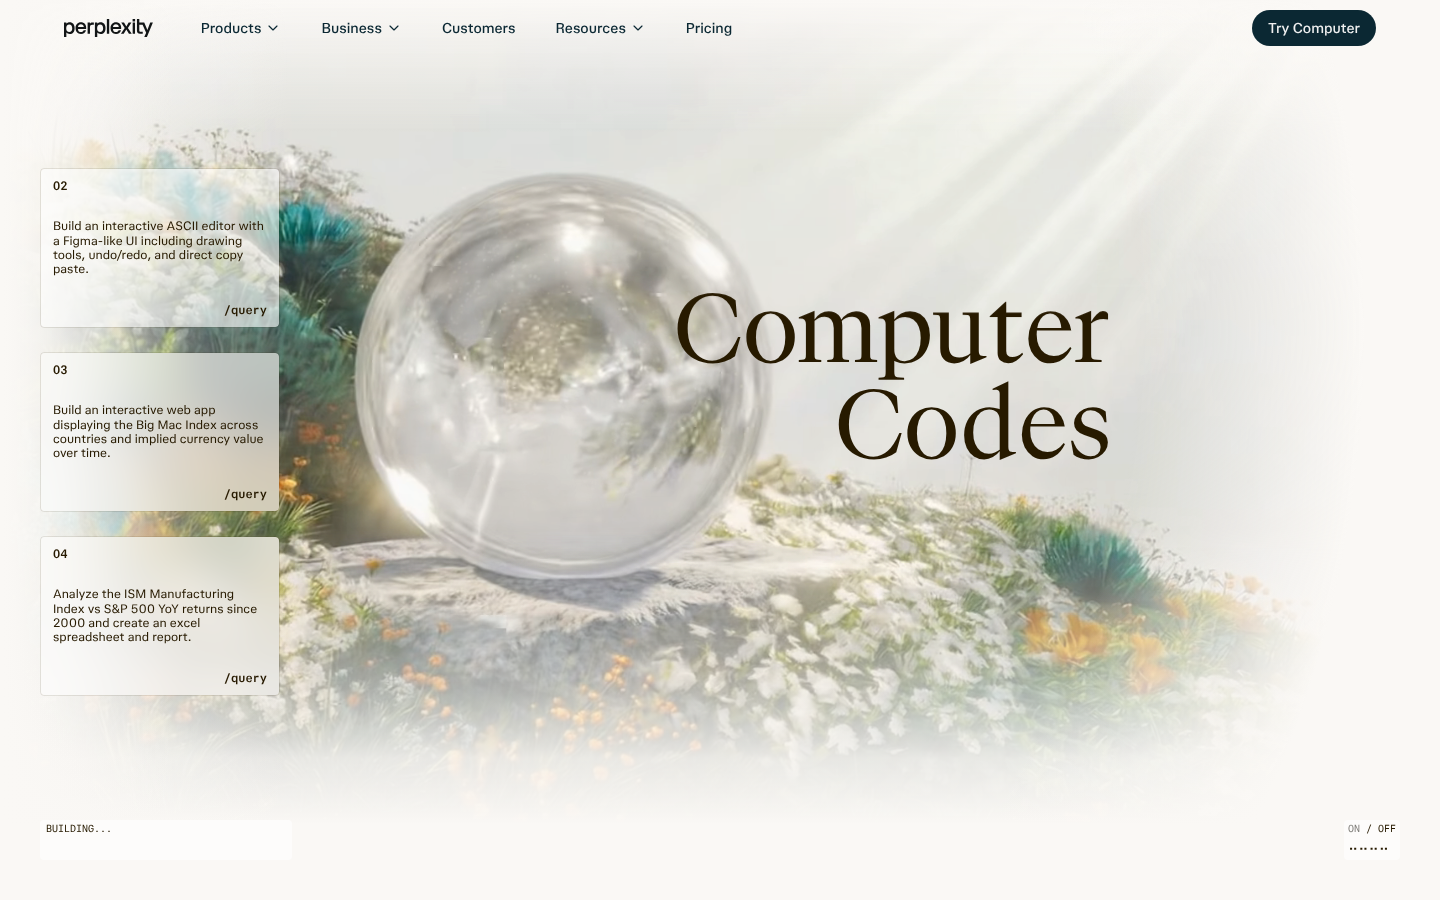 perplexity
Products
Business
Customers
Resources
Pricing
Try Computer
02
Build an interactive ASCII editor with
a Figma-like UI including drawing
tools, undo/redo, and direct copy
paste.
/query
03
Build an interactive web app
displaying the Big Mac Index across
countries and implied currency value
over time.
/query
04
Analyze the ISM Manufacturing
Index vs S&P 500 YoY returns since
2000 and create an excel
spreadsheet and report.
/query
Computer
Codes
BUILDING...
ON / OFF